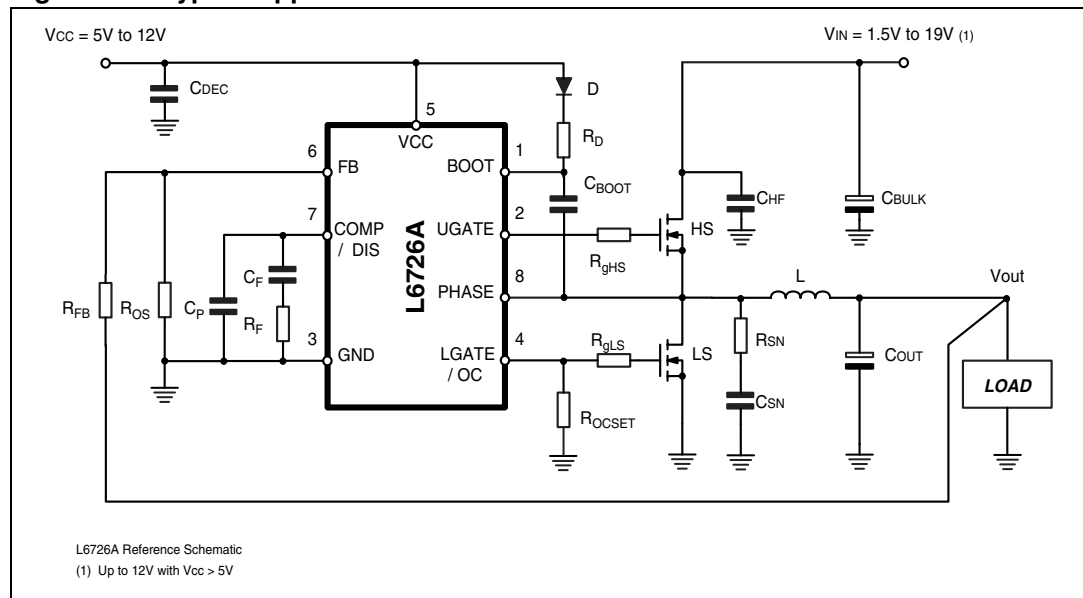 VCC = 5V to 12V
VIN = 1.5V to 19V (1)
CDEC
D
5
VCC
RD
6
FB
1
BOOT
CBOOT
CHF
CBULK
7
COMP
/ DIS
2
UGATE
HS
RgHS
L6726A
CF
8
PHASE
L
Vout
RFB
ROS
CP
RF
3
GND
4
LGATE
/ OC
RgLS
LS
RSN
COUT
LOAD
CSN
ROCSET
L6726A Reference Schematic
(1) Up to 12V with Vcc > 5V